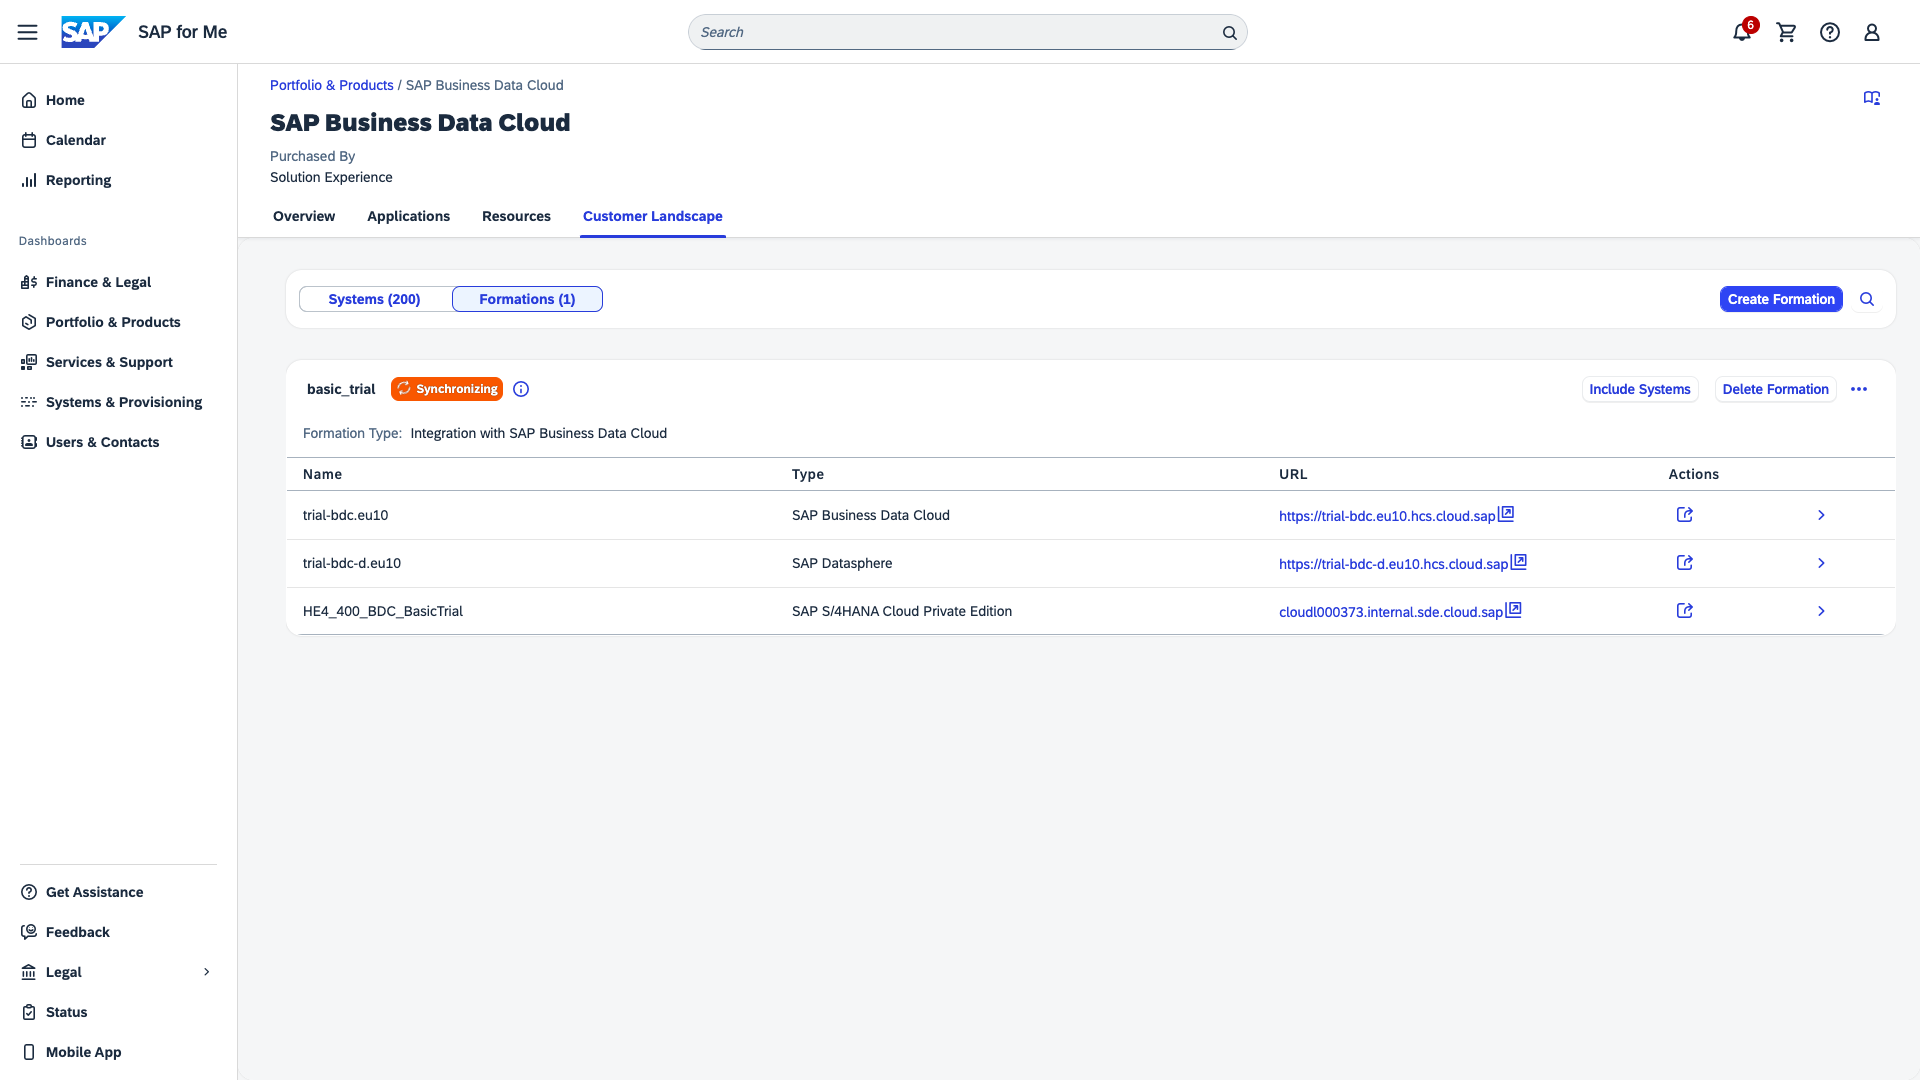 SAP
SAP for Me
Search
6
Home
Calendar
Reporting
Dashboards
Finance & Legal
Portfolio & Products
Services & Support
Systems & Provisioning
Users & Contacts
Get Assistance
Feedback
Legal
Status
Mobile App
Portfolio & Products / SAP Business Data Cloud
SAP Business Data Cloud
Purchased By
Solution Experience
Overview Applications Resources Customer Landscape
Systems (200) Formations (1) Create Formation
basic_trial Synchronizing Include Systems Delete Formation
Formation Type: Integration with SAP Business Data Cloud
Name Type URL Actions
trial-bdc.eu10 SAP Business Data Cloud https://trial-bdc.eu10.hcs.cloud.sap
trial-bdc-d.eu10 SAP Datasphere https://trial-bdc-d.eu10.hcs.cloud.sap
HE4_400_BDC_BasicTrial SAP S/4HANA Cloud Private Edition cloudl000373.internal.sde.cloud.sap